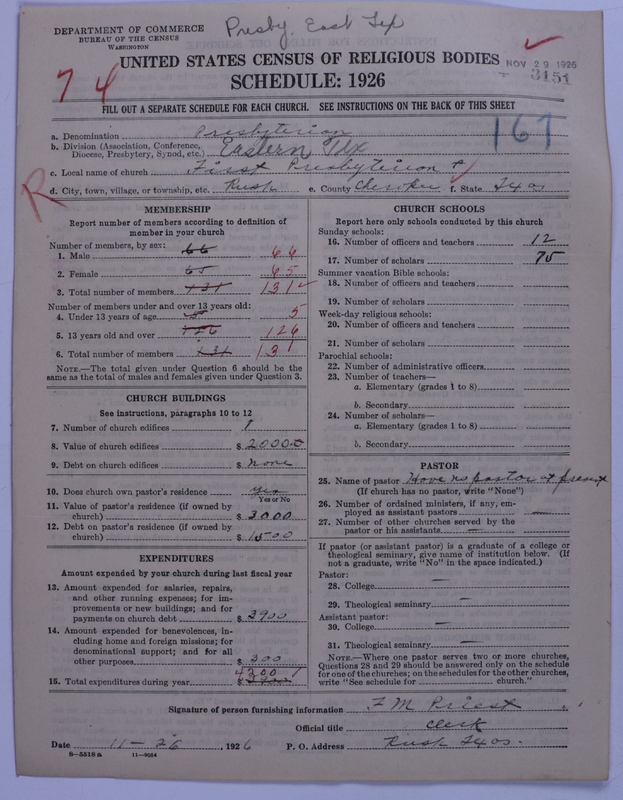 DEPARTMENT OF COMMERCE
BUREAU OF THE CENSUS
WASHINGTON
Presby. East Tex
UNITED STATES CENSUS OF RELIGIOUS BODIES
NOV 29 1926
3151
74
SCHEDULE: 1926
FILL OUT A SEPARATE SCHEDULE FOR EACH CHURCH. SEE INSTRUCTIONS ON THE BACK OF THIS SHEET
167
a. Denomination Presbyterian
b. Division (Association, Conference, Diocese, Presbytery, Synod, etc.) Eastern Tex
c. Local name of church First Presbyterian
R
d. City, town, village, or township, etc. Rusk e. County Cherokee f. State Texas
MEMBERSHIP
Report number of members according to definition of
member in your church
Number of members, by sex:
1. Male 66 66
2. Female 65 65
3. Total number of members 131 131
Number of members under and over 13 years old:
4. Under 13 years of age 5 5
5. 13 years old and over 126 126
6. Total number of members 131 131
NOTE.—The total given under Question 6 should be
same as the total of males and females given under Question 3.
CHURCH BUILDINGS
See instructions, paragraphs 10 to 12
7. Number of church edifices 1
8. Value of church edifices $ 20000
9. Debt on church edifices $ none
10. Does church own pastor's residence yes
Yes or No
11. Value of pastor's residence (if owned by
church) $ 3000
12. Debt on pastor's residence (if owned by
church) $ 1500
EXPENDITURES
Amount expended by your church during last fiscal year
13. Amount expended for salaries, repairs,
and other running expenses; for im-
provements or new buildings; and for
payments on church debt $ 3900
14. Amount expended for benevolences, in-
cluding home and foreign missions; for
denominational support; and for all
other purposes $ 300
15. Total expenditures during year $ 4200
CHURCH SCHOOLS
Report here only schools conducted by this church
Sunday schools:
16. Number of officers and teachers 12
17. Number of scholars 75
Summer vacation Bible schools:
18. Number of officers and teachers
19. Number of scholars
Week-day religious schools:
20. Number of officers and teachers
21. Number of scholars
Parochial schools:
22. Number of administrative officers
23. Number of teachers—
a. Elementary (grades 1 to 8)
b. Secondary
24. Number of scholars—
a. Elementary (grades 1 to 8)
b. Secondary
PASTOR
25. Name of pastor Have no pastor at present
(If church has no pastor, write "None")
26. Number of ordained ministers, if any, em-
ployed as assistant pastors —
27. Number of other churches served by the
pastor or his assistants —
If pastor (or assistant pastor) is a graduate of a college or
theological seminary, give name of institution below. (If
not a graduate, write "No" in the space indicated.)
Pastor:
28. College —
29. Theological seminary —
Assistant pastor:
30. College —
31. Theological seminary —
NOTE.—Where one pastor serves two or more churches,
Questions 28 and 29 should be answered only on the schedule
for one of the churches; on the schedules for the other churches,
write "See schedule for church."
Signature of person furnishing information F M Priest
Official title Clerk
Date 11-26, 1926 P. O. Address Rusk Texas.
8—5518 a 11—9054